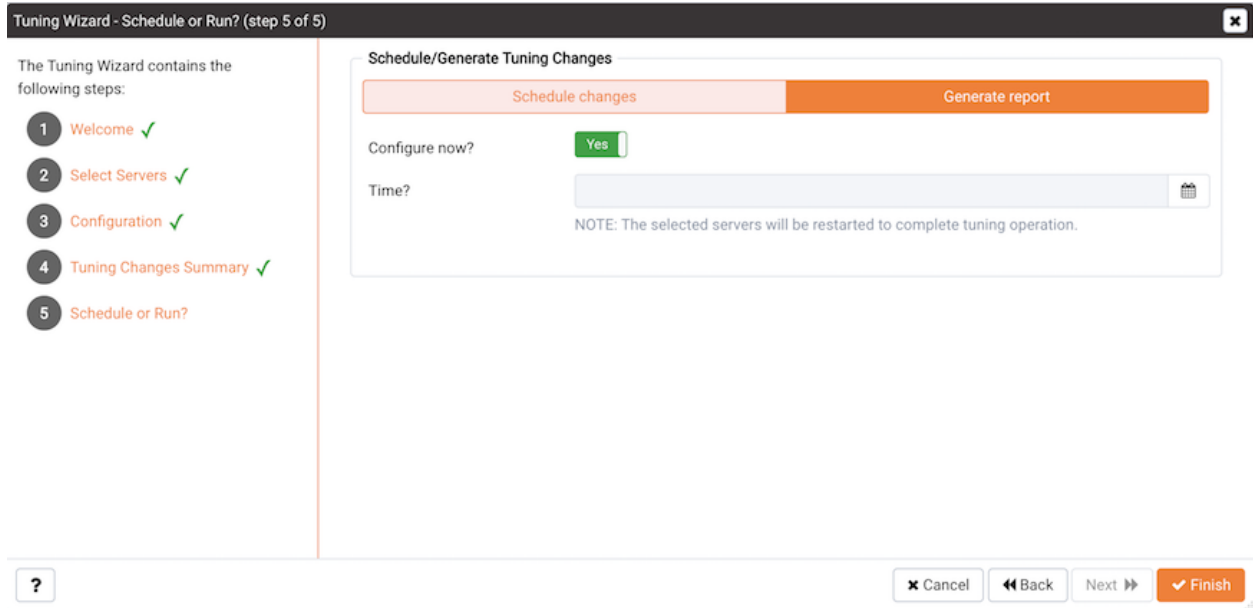 Tuning Wizard - Schedule or Run? (step 5 of 5)
The Tuning Wizard contains the
following steps:
1 Welcome
2 Select Servers
3 Configuration
4 Tuning Changes Summary
5 Schedule or Run?
Schedule/Generate Tuning Changes
Schedule changes
Generate report
Configure now?
Yes
Time?
NOTE: The selected servers will be restarted to complete tuning operation.
?
Cancel
Back
Next
Finish